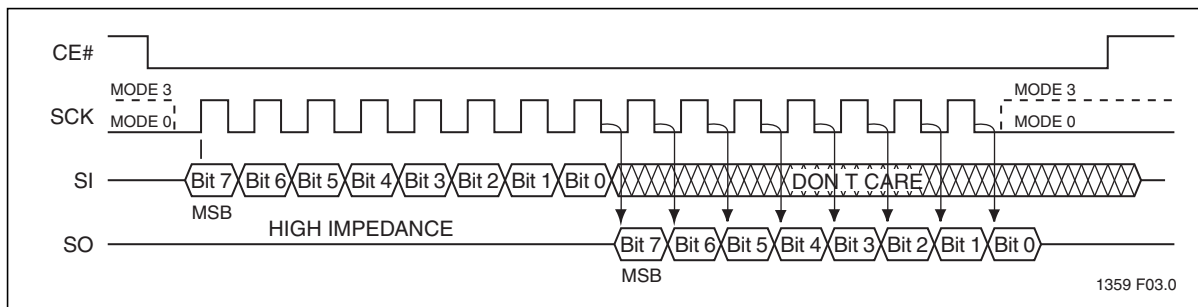 CE#
MODE 3
MODE 3
SCK
MODE 0
MODE 0
SI
Bit 7 Bit 6 Bit 5 Bit 4 Bit 3 Bit 2 Bit 1 Bit 0
DON T CARE
MSB
HIGH IMPEDANCE
SO
Bit 7 Bit 6 Bit 5 Bit 4 Bit 3 Bit 2 Bit 1 Bit 0
MSB
1359 F03.0